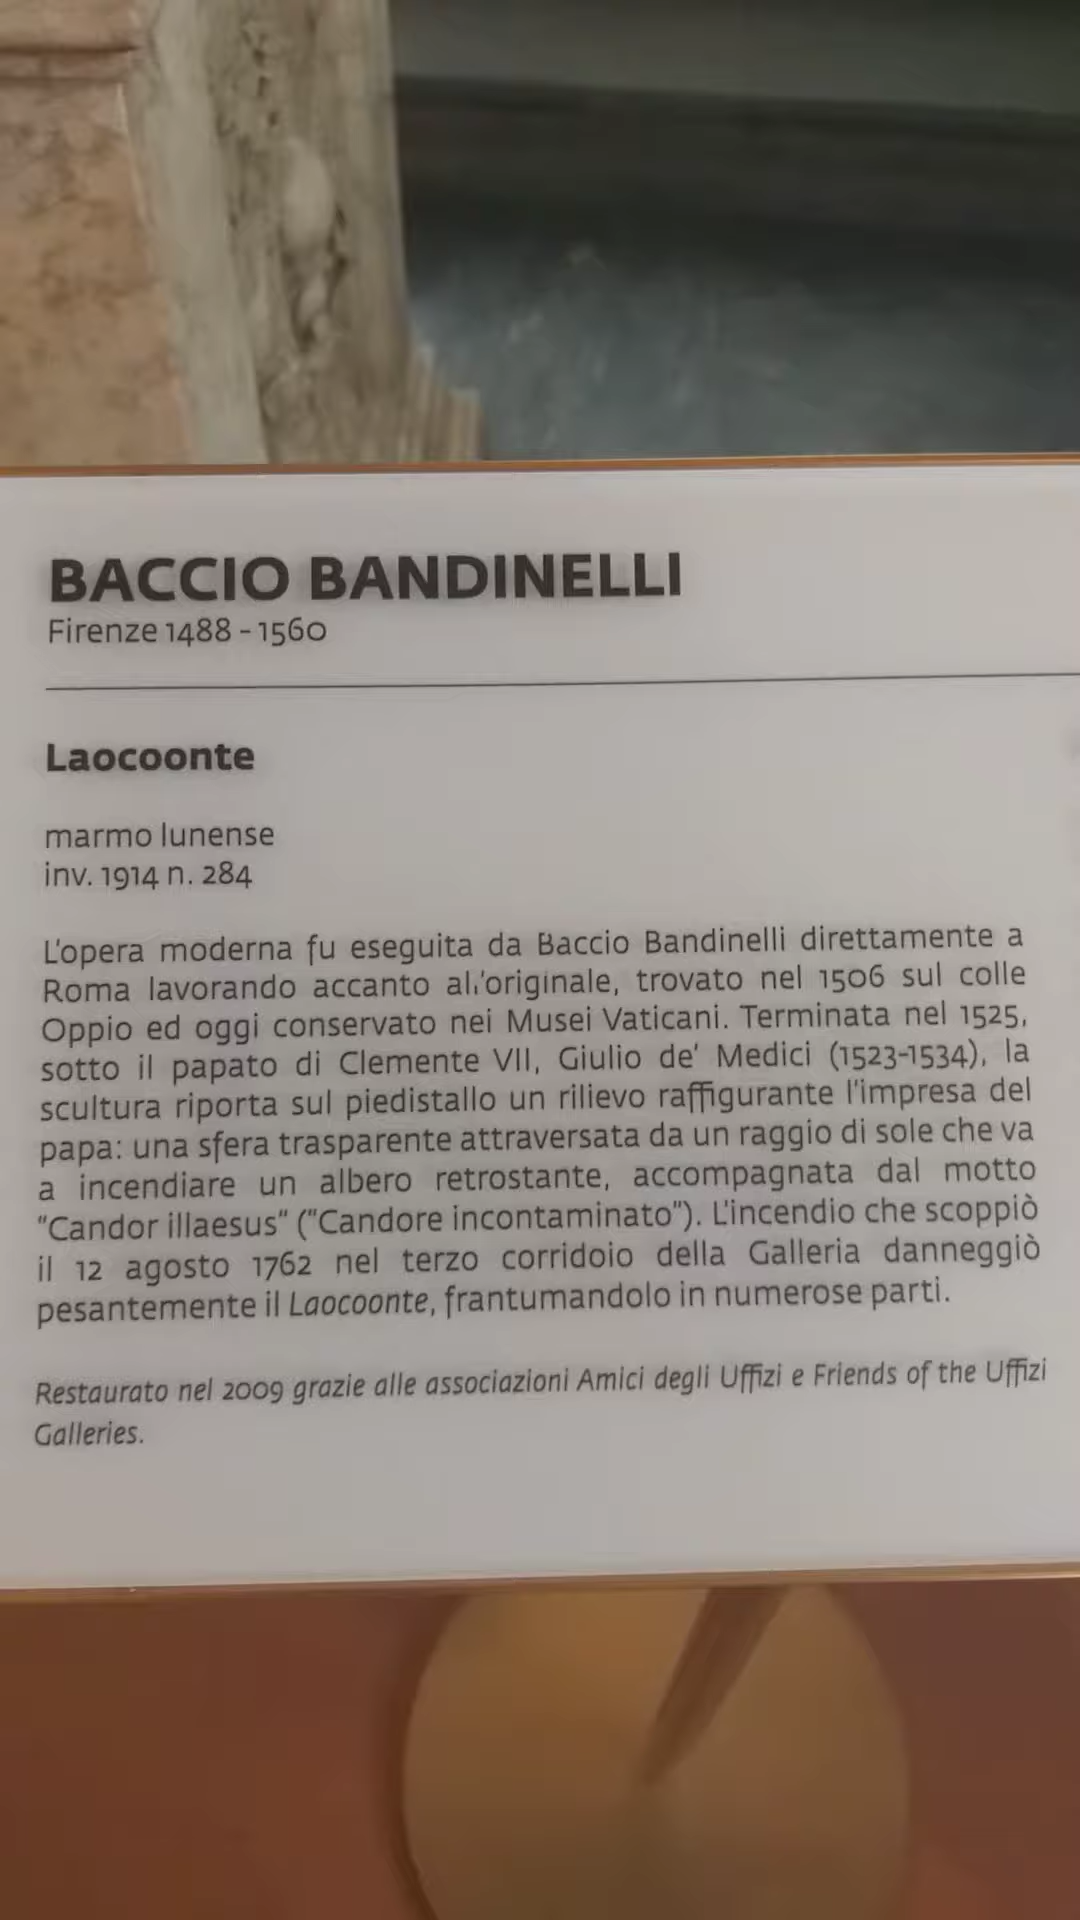 BACCIO BANDINELLI
Firenze 1488 - 1560
Laocoonte
marmo lunense
inv. 1914 n. 284
L'opera moderna fu eseguita da Baccio Bandinelli direttamente a
Roma lavorando accanto all'originale, trovato nel 1506 sul colle
Oppio ed oggi conservato nei Musei Vaticani. Terminata nel 1525,
sotto il papato di Clemente VII, Giulio de' Medici (1523-1534), la
scultura riporta sul piedistallo un rilievo raffigurante l'impresa del
papa: una sfera trasparente attraversata da un raggio di sole che va
a incendiare un albero retrostante, accompagnata dal motto
"Candor illaesus" ("Candore incontaminato"). L'incendio che scoppiò
il 12 agosto 1762 nel terzo corridoio della Galleria danneggiò
pesantemente il Laocoonte, frantumandolo in numerose parti.
Restaurato nel 2009 grazie alle associazioni Amici degli Uffizi e Friends of the Uffizi
Galleries.